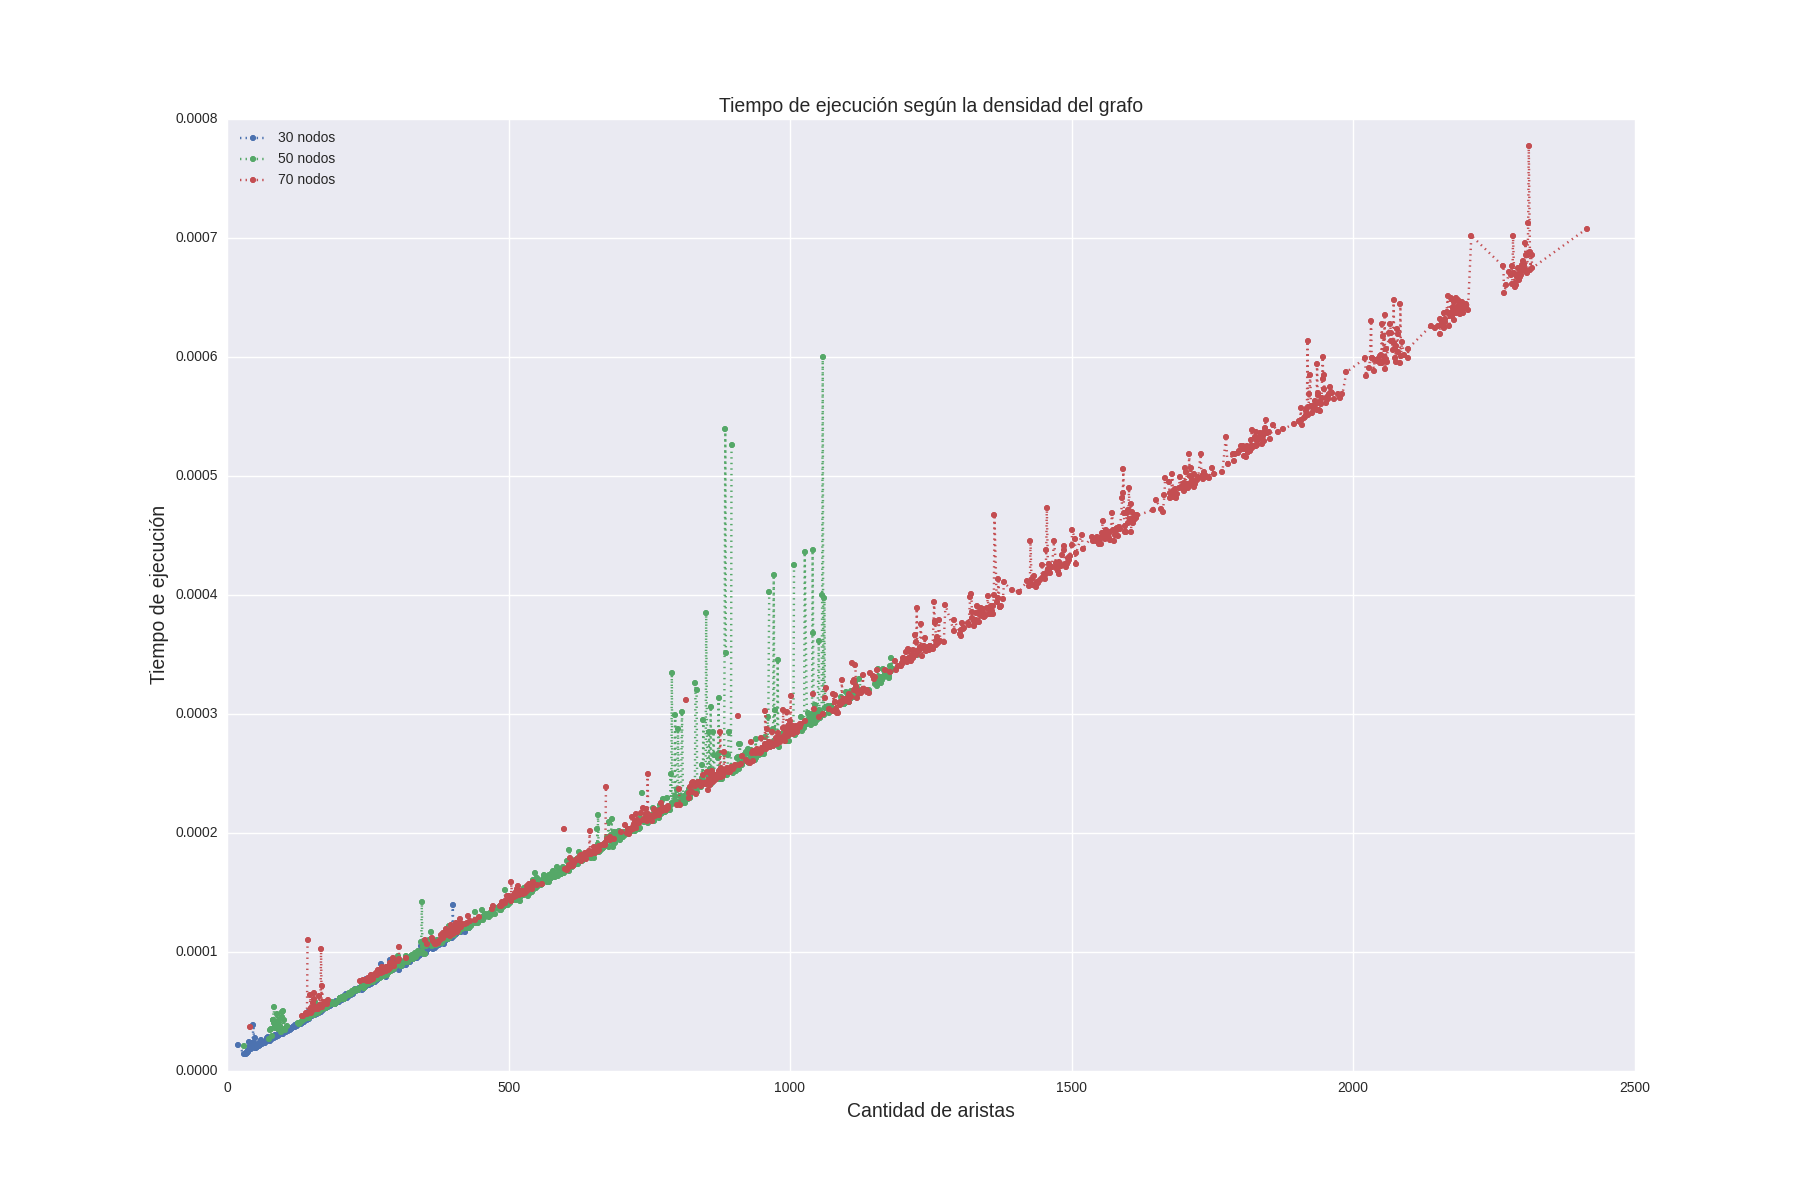 Tiempo de ejecución según la densidad del grafo
0.0008
0.0007
0.0006
0.0005
0.0004
0.0003
0.0002
0.0001
0.0000
Tiempo de ejecución
30 nodos
50 nodos
70 nodos
0 500 1000 1500 2000 2500
Cantidad de aristas